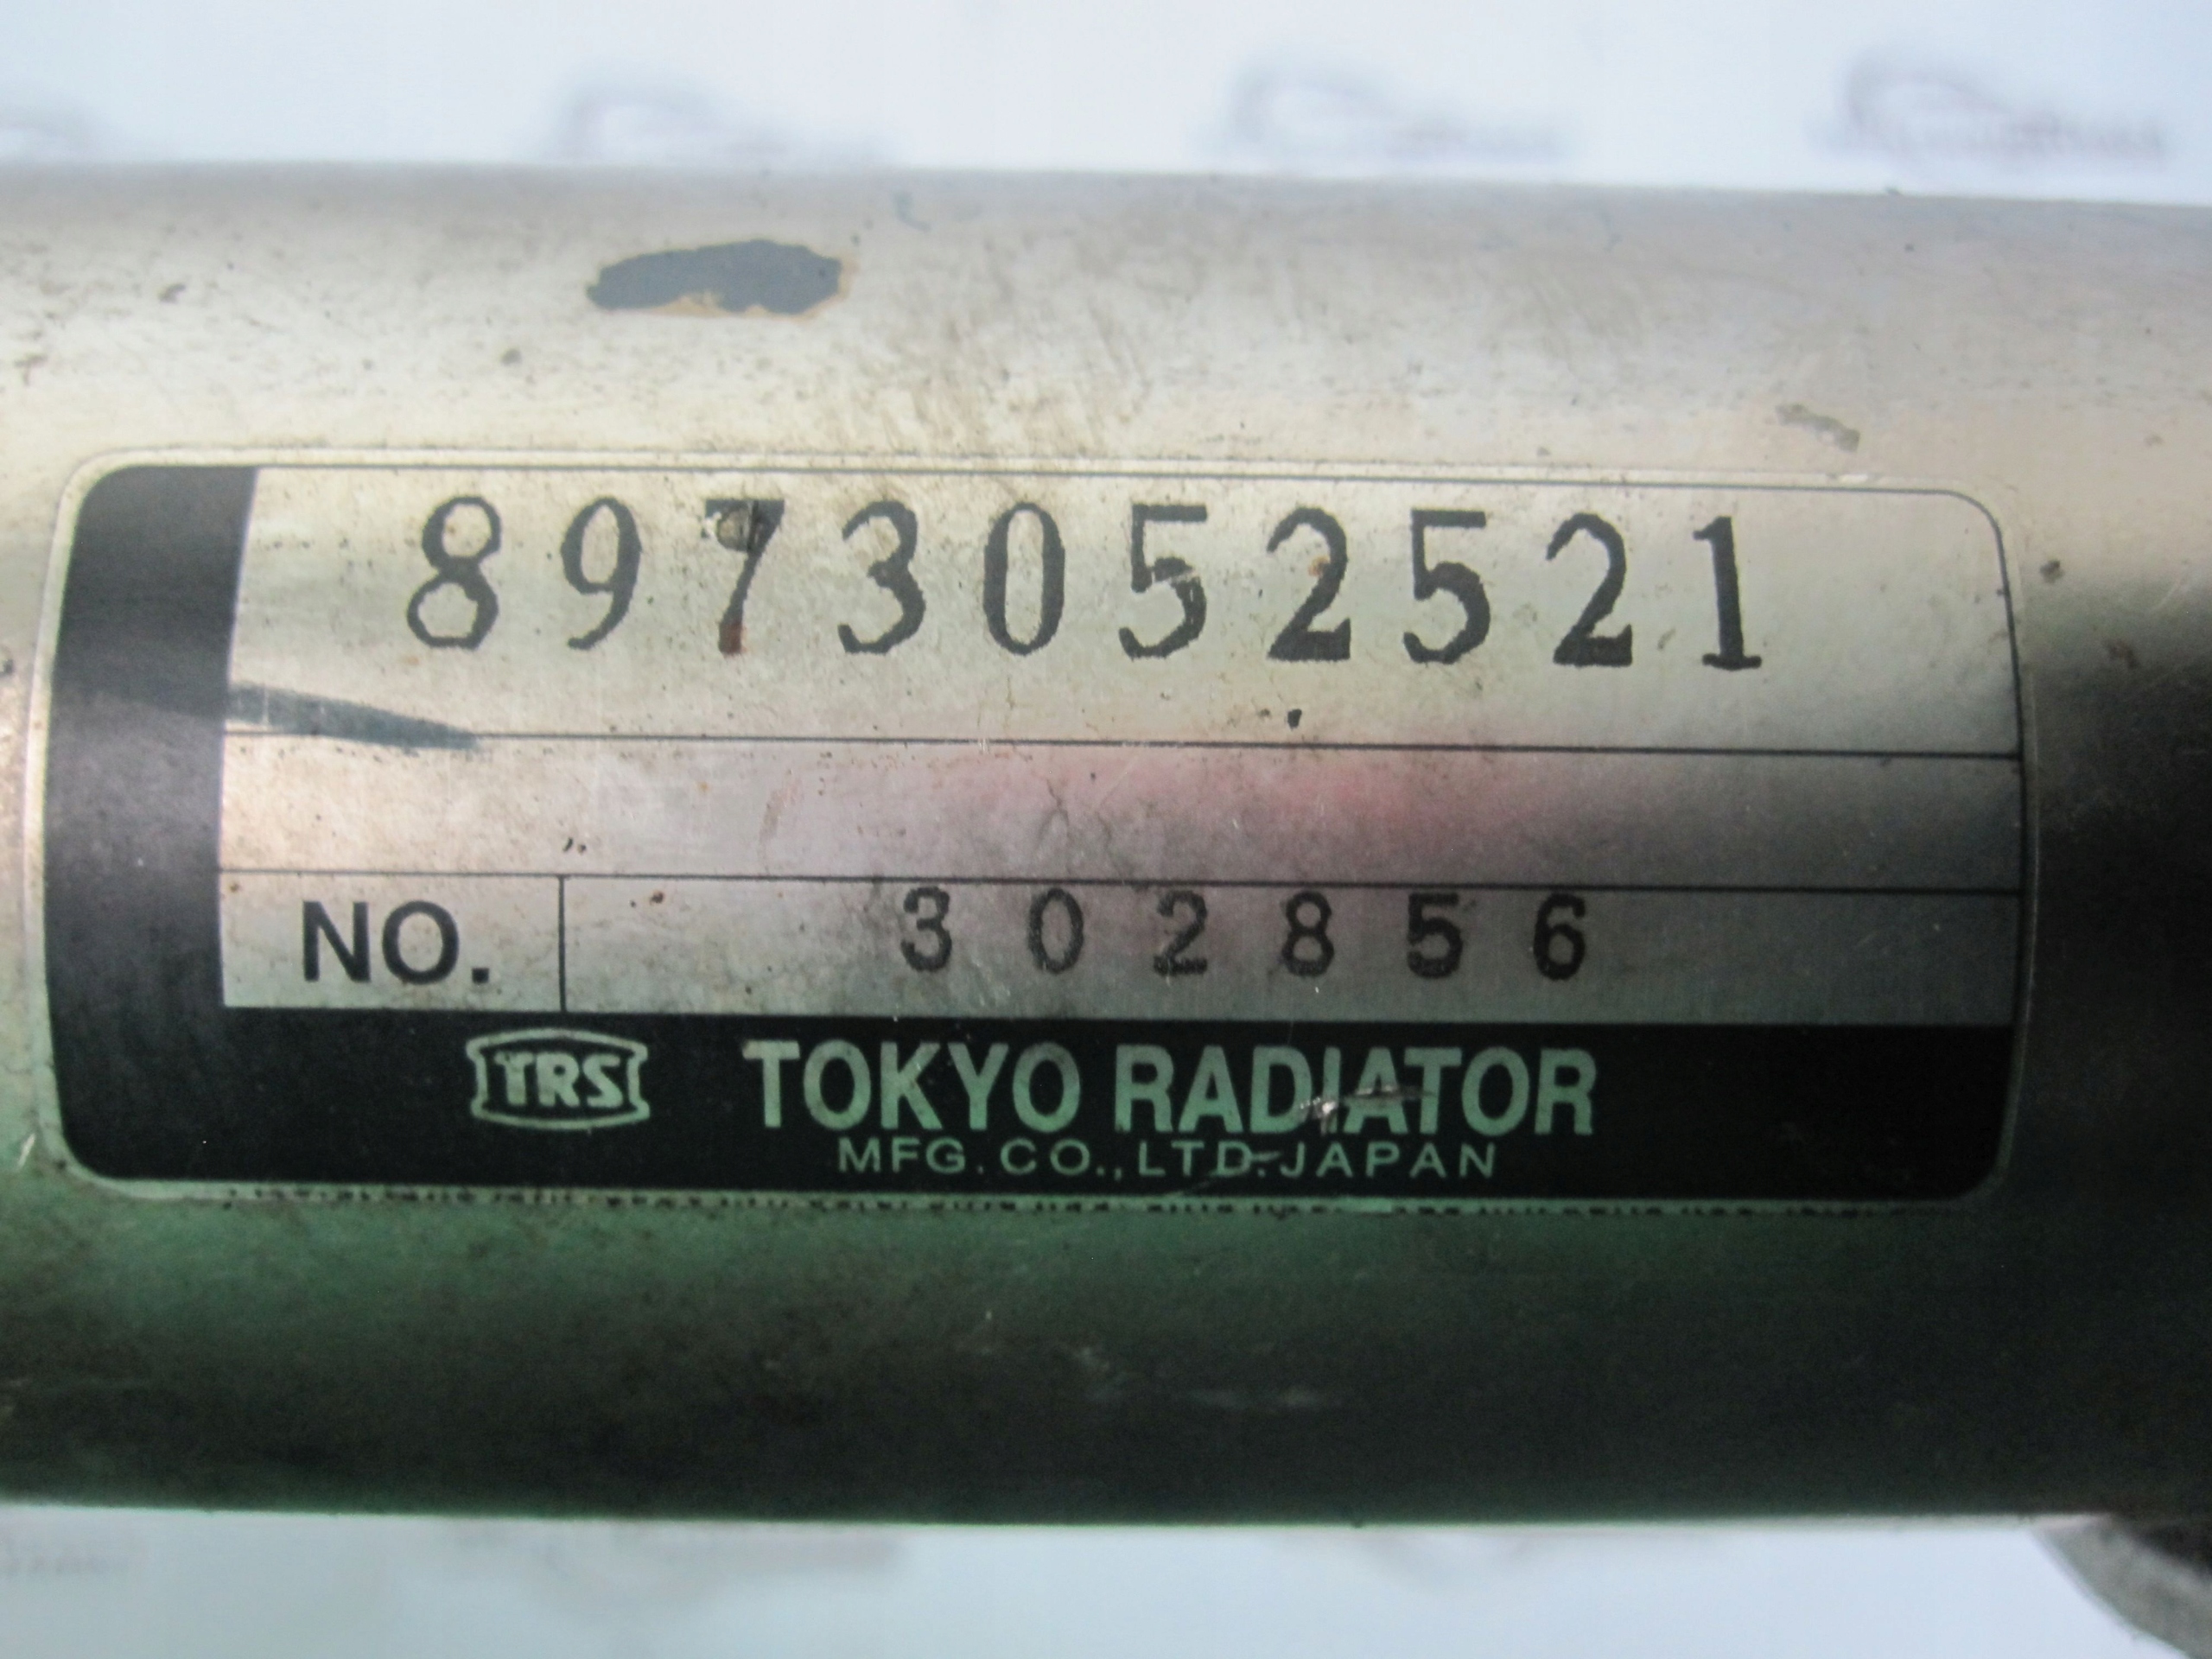 8973052521
NO. 302856
TRS TOKYO RADIATOR
MFG.CO.,LTD.JAPAN